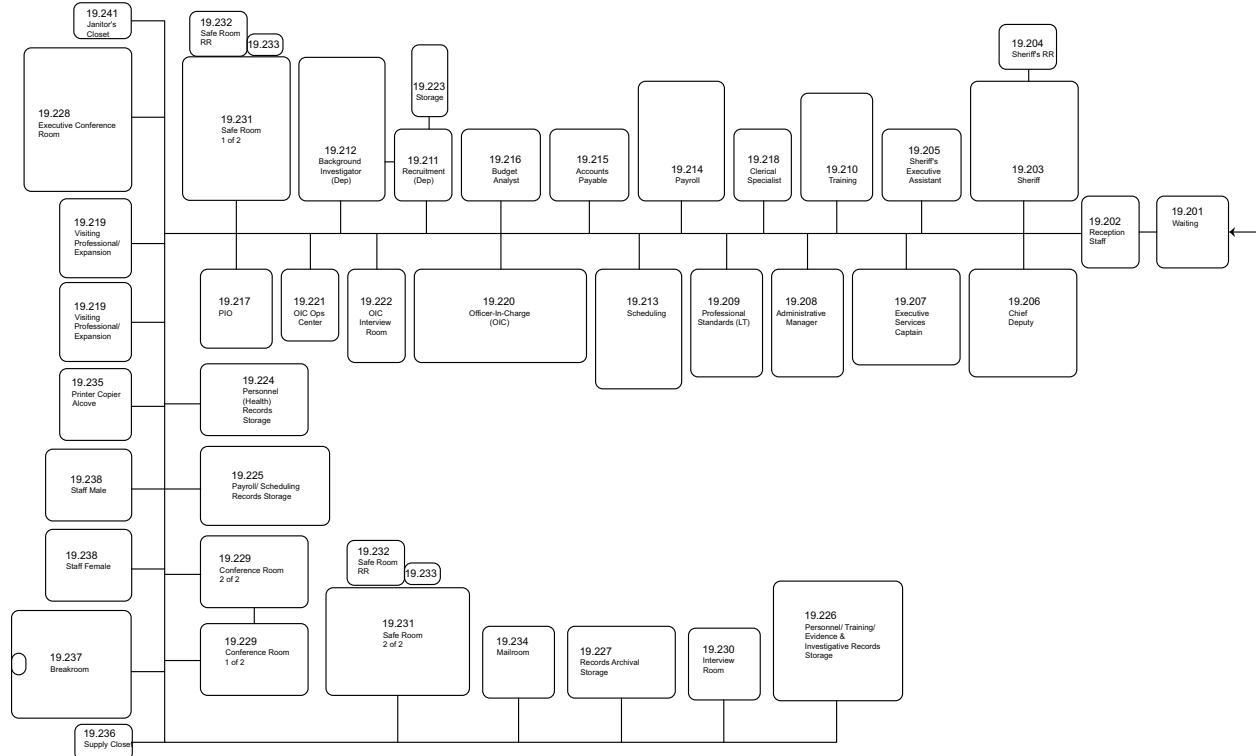 19.241
Janitor's
Closet
19.232
Safe Room
RR
19.233
19.204
Sheriff's RR
19.228
Executive Conference
Room
19.231
Safe Room
1 of 2
19.223
Storage
19.212
Background
Investigator
(Dep)
19.211
Recruitment
(Dep)
19.216
Budget
Analyst
19.215
Accounts
Payable
19.214
Payroll
19.218
Clerical
Specialist
19.210
Training
19.205
Sheriff's
Executive
Assistant
19.203
Sheriff
19.202
Reception
Staff
19.201
Waiting
19.219
Visiting
Professional/
Expansion
19.219
Visiting
Professional/
Expansion
19.217
PIO
19.221
OIC Ops
Center
19.222
OIC
Interview
Room
19.220
Officer-In-Charge
(OIC)
19.213
Scheduling
19.209
Professional
Standards (LT)
19.208
Administrative
Manager
19.207
Executive
Services
Captain
19.206
Chief
Deputy
19.235
Printer Copier
Alcove
19.224
Personnel
(Health)
Records
Storage
19.238
Staff Male
19.225
Payroll/ Scheduling
Records Storage
19.238
Staff Female
19.229
Conference Room
2 of 2
19.232
Safe Room
RR
19.233
19.237
Breakroom
19.229
Conference Room
1 of 2
19.231
Safe Room
2 of 2
19.234
Mailroom
19.227
Records Archival
Storage
19.230
Interview
Room
19.226
Personnel/ Training/
Evidence &
Investigative Records
Storage
19.236
Supply Closet